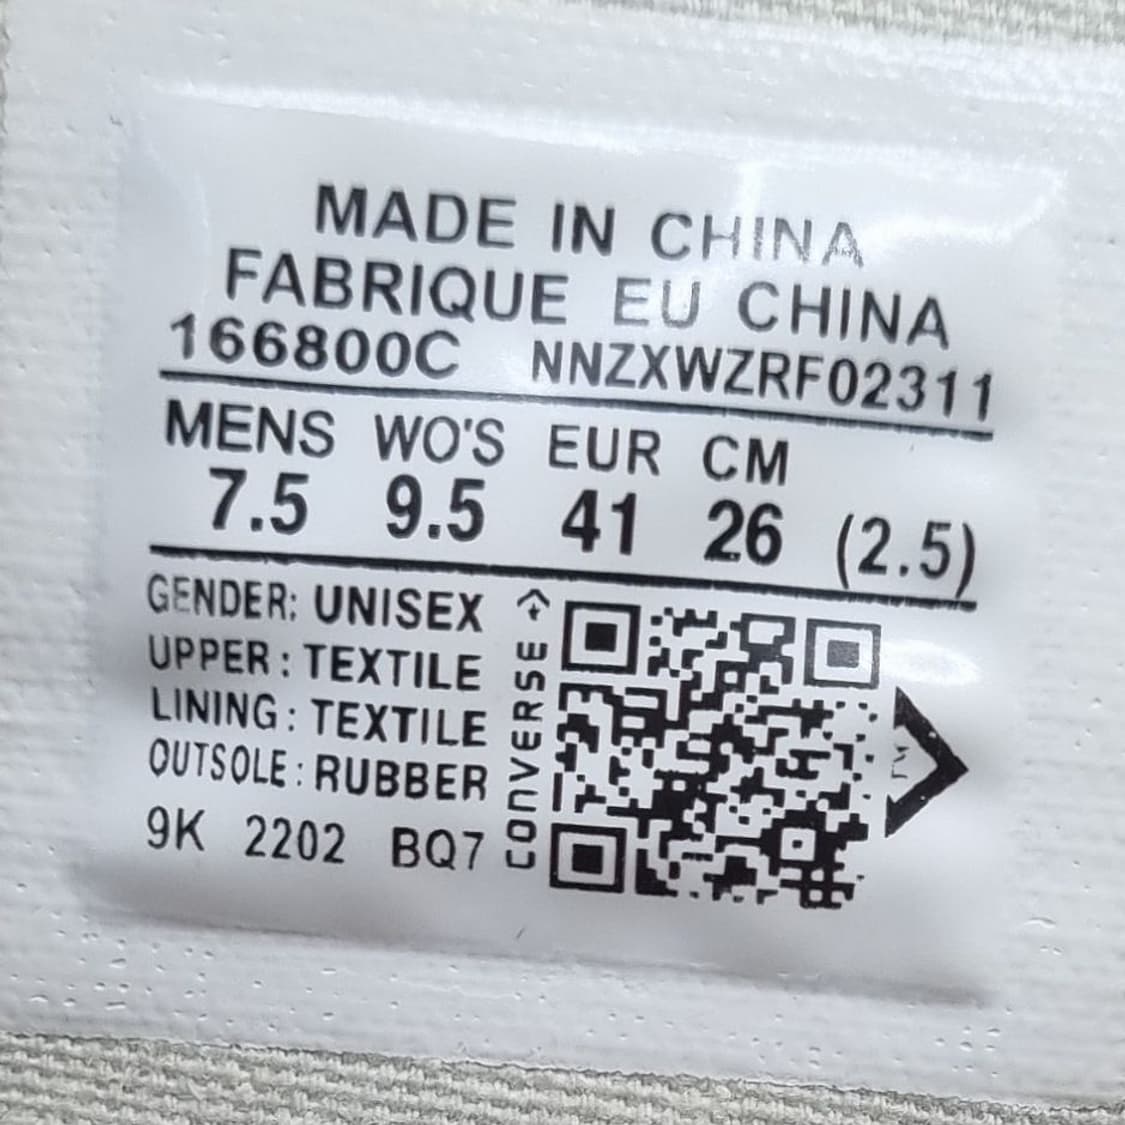 MADE IN CHINA
FABRIQUE EU CHINA
166800C NNZXWZRF02311
MENS WO'S EUR CM
7.5 9.5 41 26 (2.5)
GENDER: UNISEX
UPPER: TEXTILE
LINING: TEXTILE
OUTSOLE: RUBBER
9K 2202 BQ7
CONVERSE